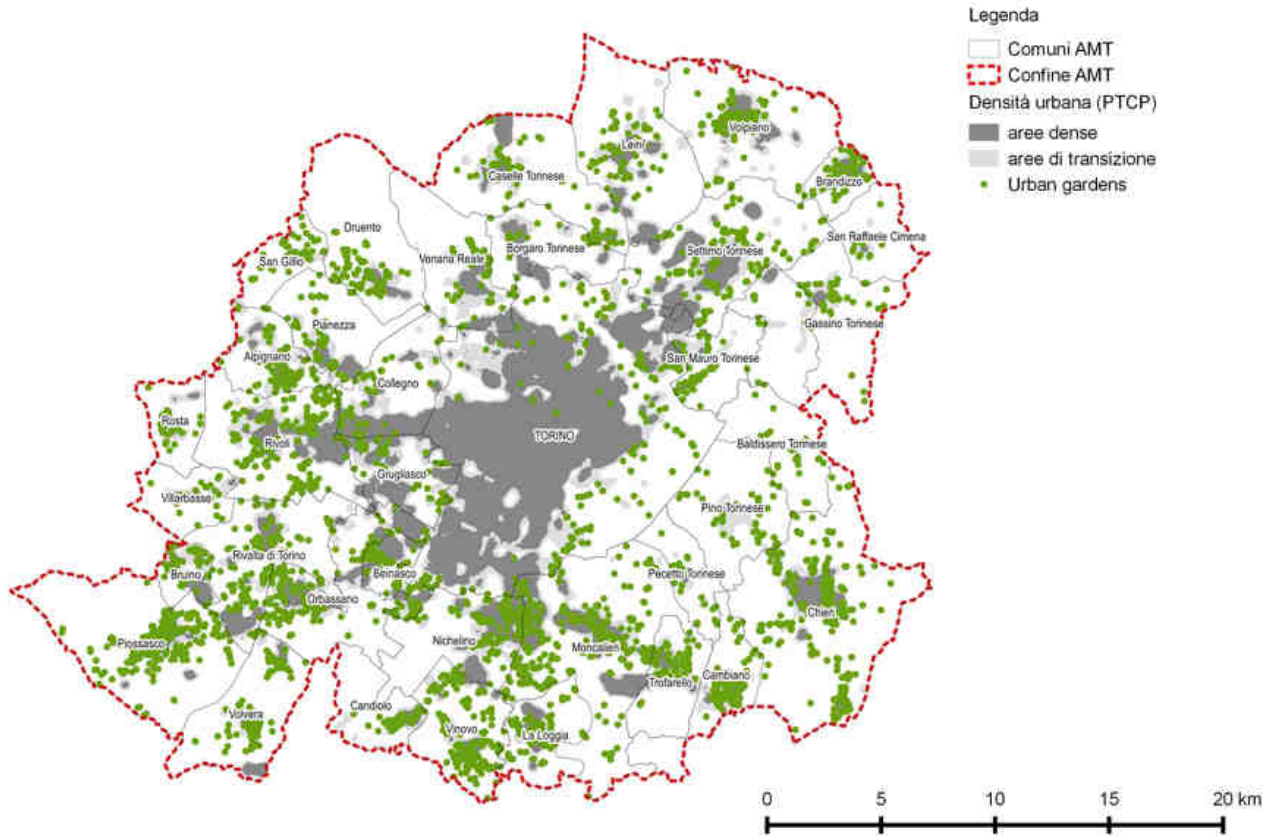 Legenda
Comuni AMT
Confine AMT
Densità urbana (PTCP)
aree dense
aree di transizione
Urban gardens
Volpiano
Leinì
Caselle Torinese
Brandizzo
Druento
San Raffaele Cimena
Borgaro Torinese
Settimo Torinese
San Gillio
Venaria Reale
Pianezza
Gassino Torinese
Alpignano
San Mauro Torinese
Collegno
Rosta
Rivoli
TORINO
Baldissero Torinese
Grugliasco
Villarbasse
Pino Torinese
Rivalta di Torino
Bruino
Beinasco
Pecetto Torinese
Orbassano
Chieri
Piossasco
Nichelino
Moncalieri
Trofarello
Cambiano
Candiolo
Volvera
Vinovo
La Loggia
0 5 10 15 20 km